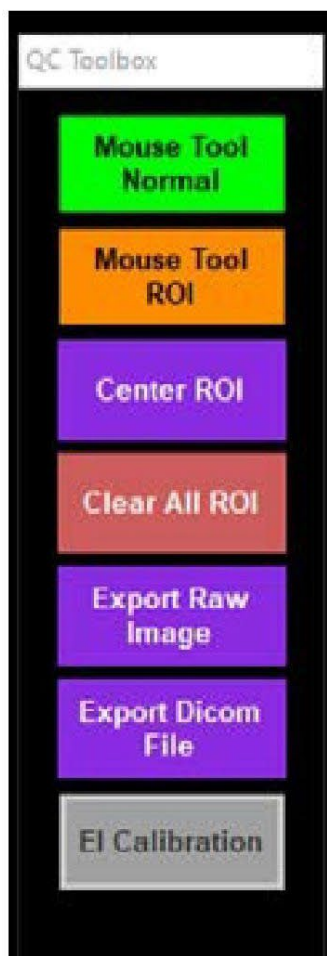 QC Toolbox
Mouse Tool
Normal
Mouse Tool
ROI
Center ROI
Clear All ROI
Export Raw
Image
Export Dicom
File
EI Calibration